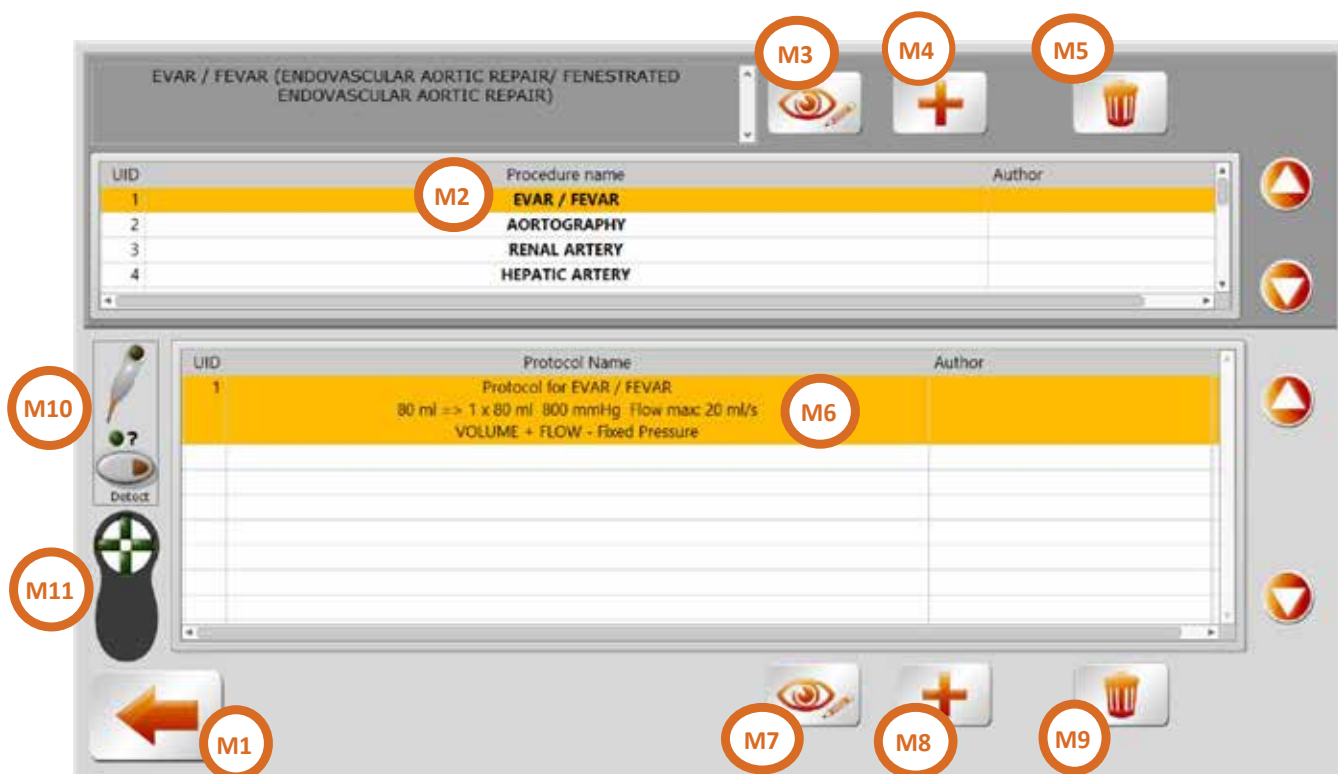 M3
M4
M5
EVAR / FEVAR (ENDOVASCULAR AORTIC REPAIR/ FENESTRATED
ENDOVASCULAR AORTIC REPAIR)
UID Procedure name Author
M2
1 EVAR / FEVAR
2 AORTOGRAPHY
3 RENAL ARTERY
4 HEPATIC ARTERY
UID Protocol Name Author
1 Protocol for EVAR / FEVAR
80 ml => 1 x 80 ml 800 mmHg Flow max: 20 ml/s
VOLUME + FLOW - Fixed Pressure
M6
M10
?
Detect
M11
M1
M7
M8
M9